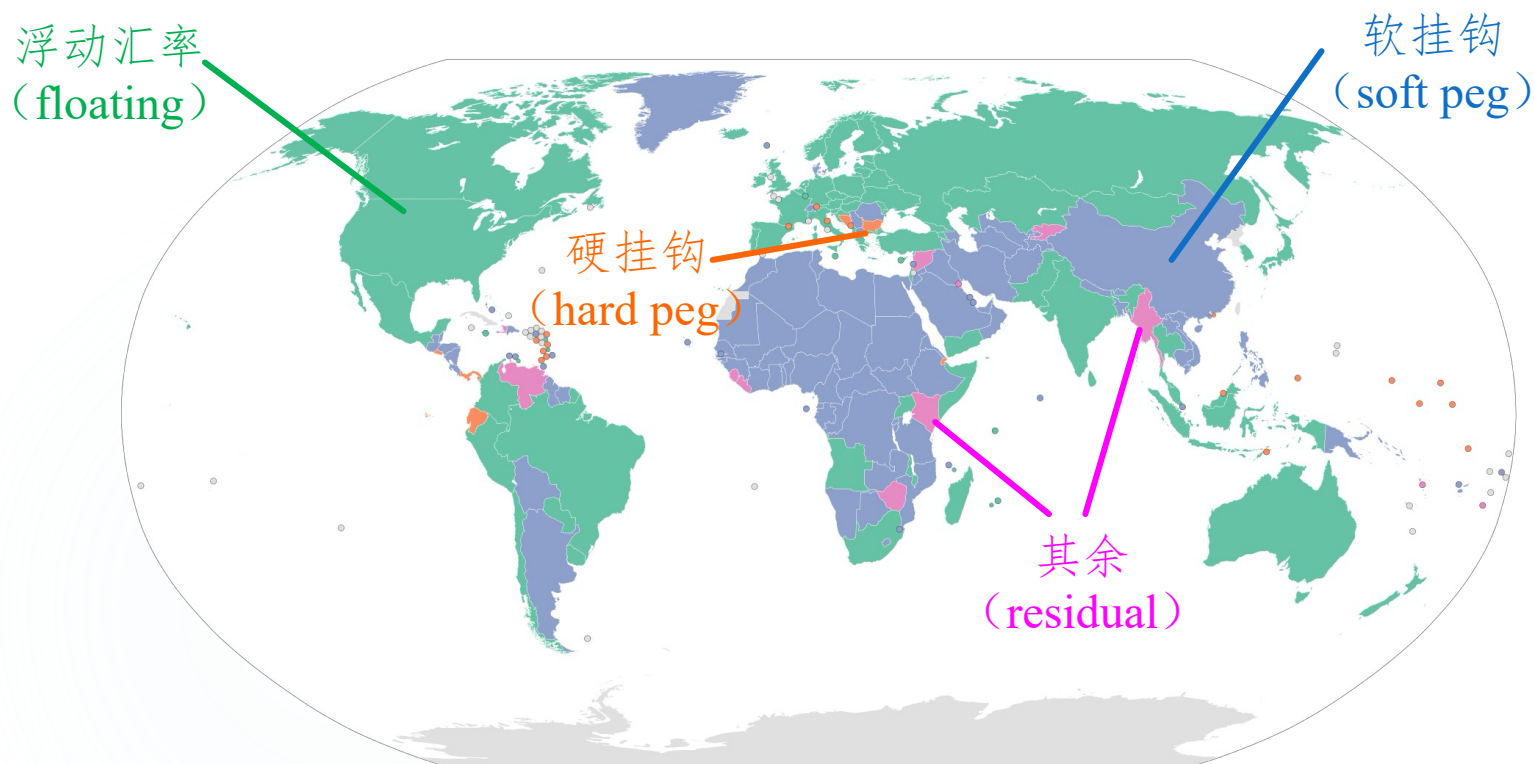 浮动汇率
（floating）
软挂钩
（soft peg）
硬挂钩
（hard peg）
其余
（residual）